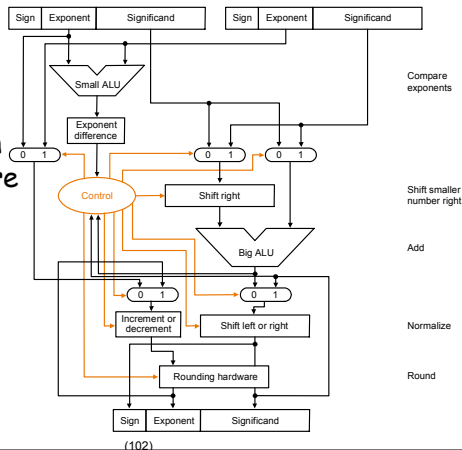 Sign Exponent Significand Sign Exponent Significand
Small ALU
Compare
exponents
Exponent
difference
0 1 0 1 0 1
re
Control
Shift right
Shift smaller
number right
Big ALU
Add
0 1 0 1
Increment or
decrement
Shift left or right
Normalize
Rounding hardware
Round
Sign Exponent Significand
(102)